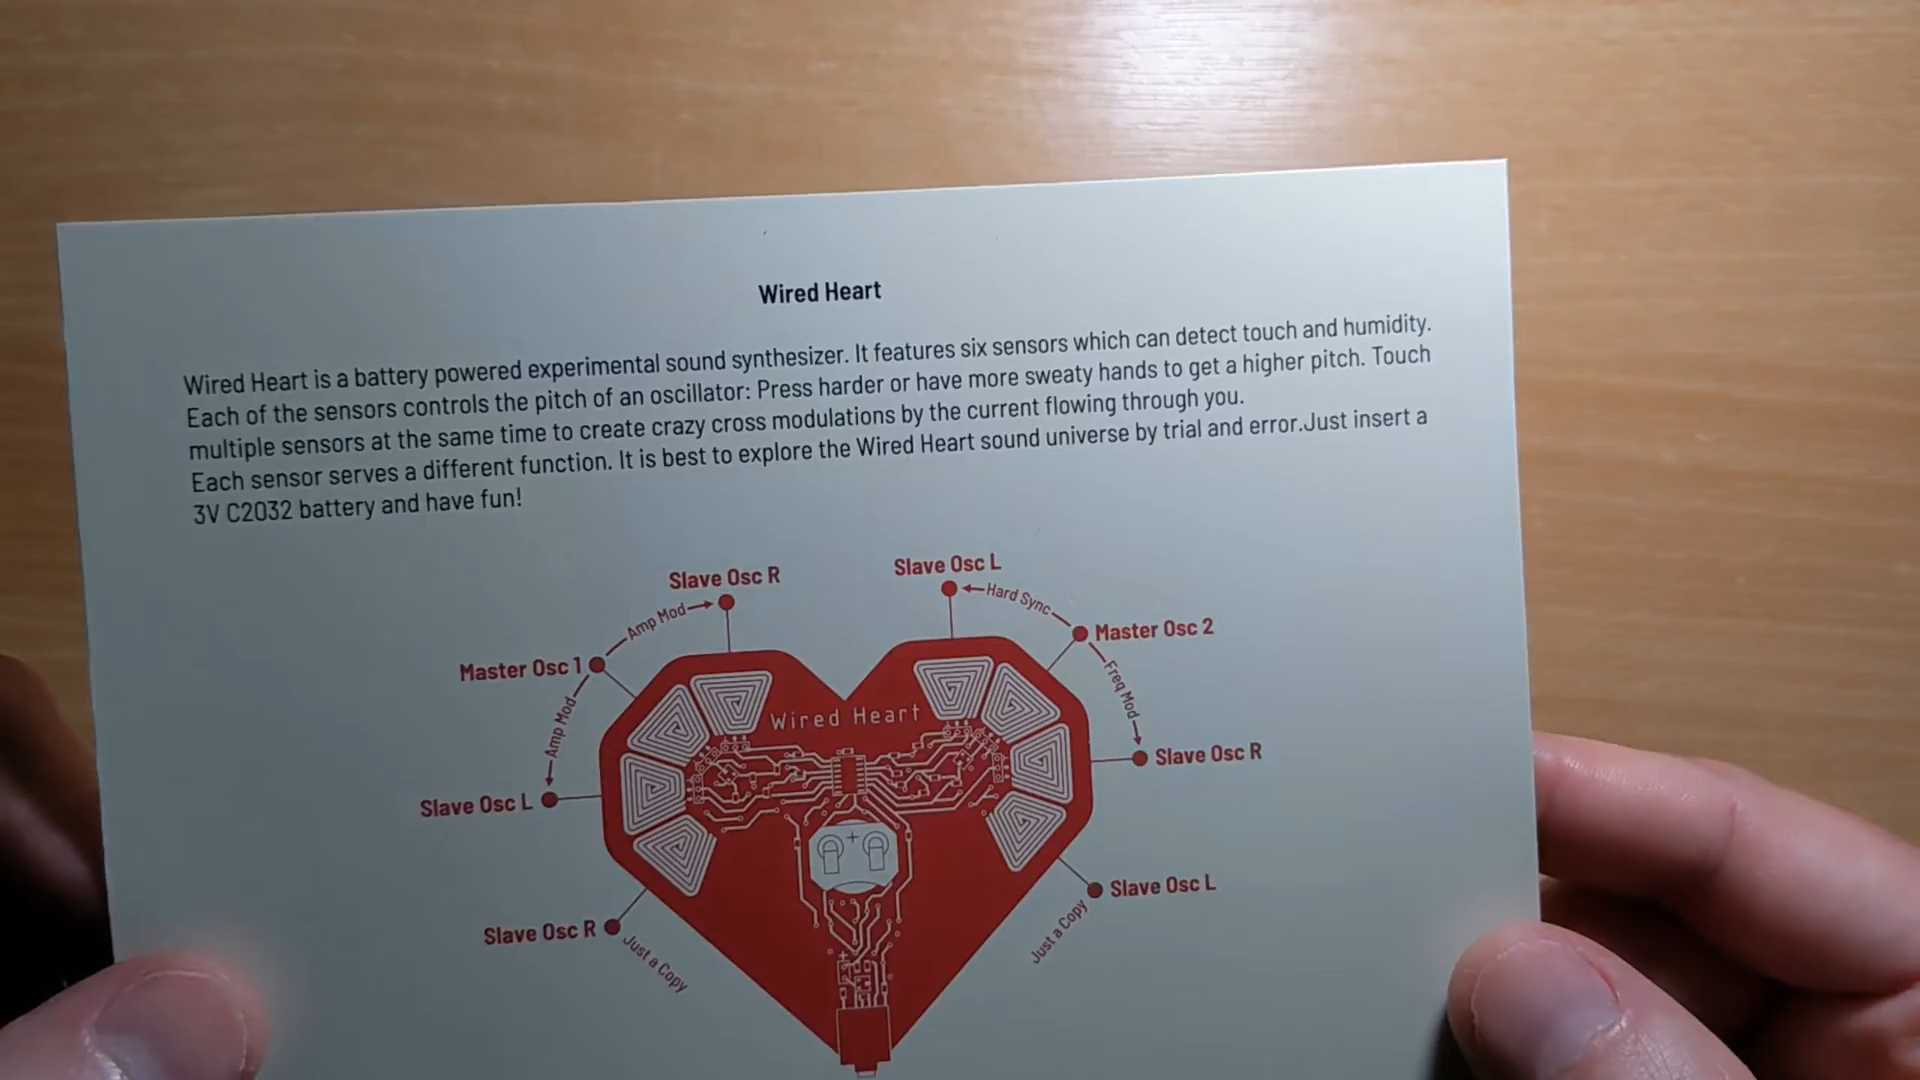 Wired Heart
Wired Heart is a battery powered experimental sound synthesizer. It features six sensors which can detect touch and humidity.
Each of the sensors controls the pitch of an oscillator: Press harder or have more sweaty hands to get a higher pitch. Touch
multiple sensors at the same time to create crazy cross modulations by the current flowing through you.
Each sensor serves a different function. It is best to explore the Wired Heart sound universe by trial and error.Just insert a
3V C2032 battery and have fun!
Slave Osc R
Slave Osc L
Amp Mod
Hard Sync
Master Osc 1
Master Osc 2
Amp Mod
Freq Mod
Wired Heart
Slave Osc L
Slave Osc R
+
Slave Osc R
Slave Osc L
Just a Copy
Just a Copy